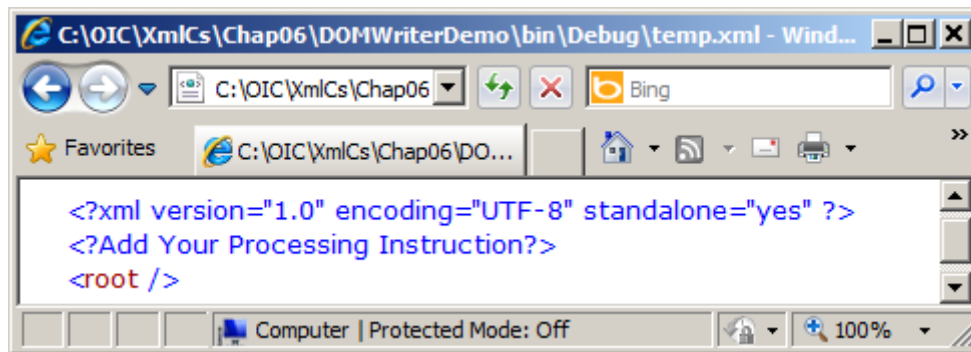 C:\OIC\XmlCs\Chap06\DOMWriterDemo\bin\Debug\temp.xml - Wind...
C:\OIC\XmlCs\Chap06
Bing
Favorites
C:\OIC\XmlCs\Chap06\DO...
»
<?xml version="1.0" encoding="UTF-8" standalone="yes" ?>
<?Add Your Processing Instruction?>
<root />
Computer | Protected Mode: Off
100%